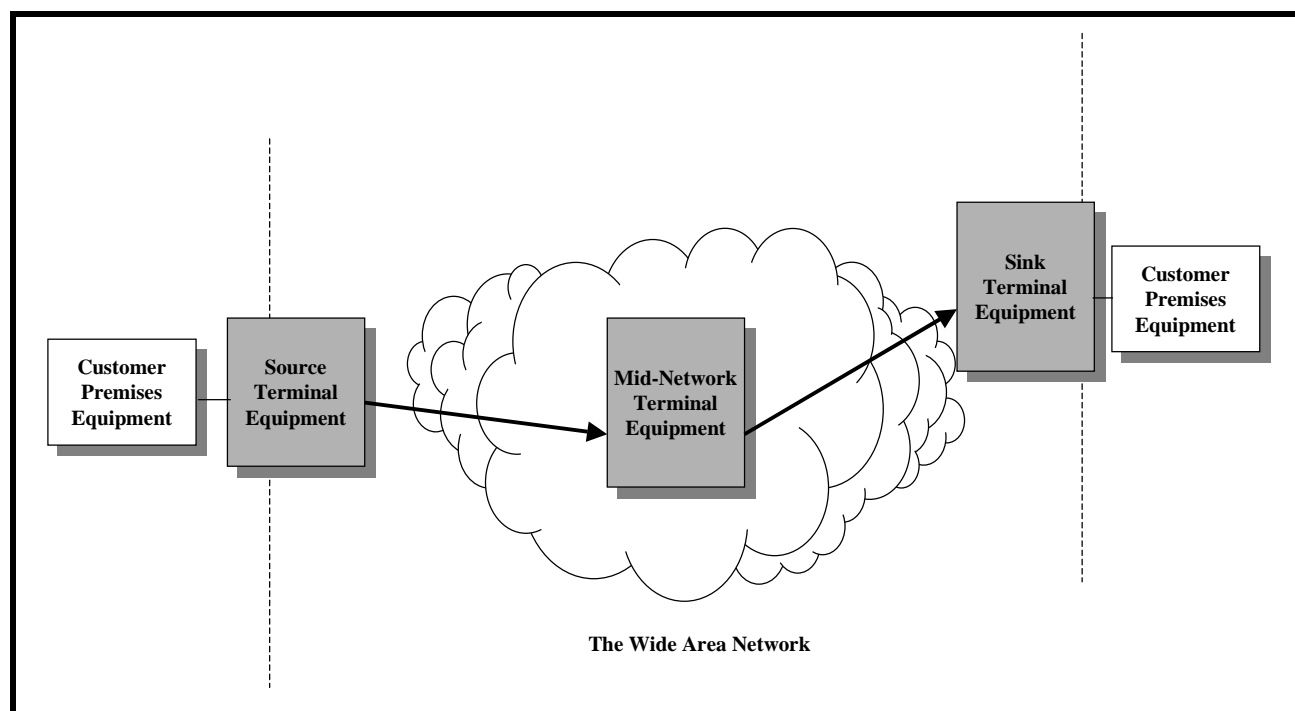 Customer
Premises
Equipment
Source
Terminal
Equipment
Mid-Network
Terminal
Equipment
Sink
Terminal
Equipment
Customer
Premises
Equipment
The Wide Area Network